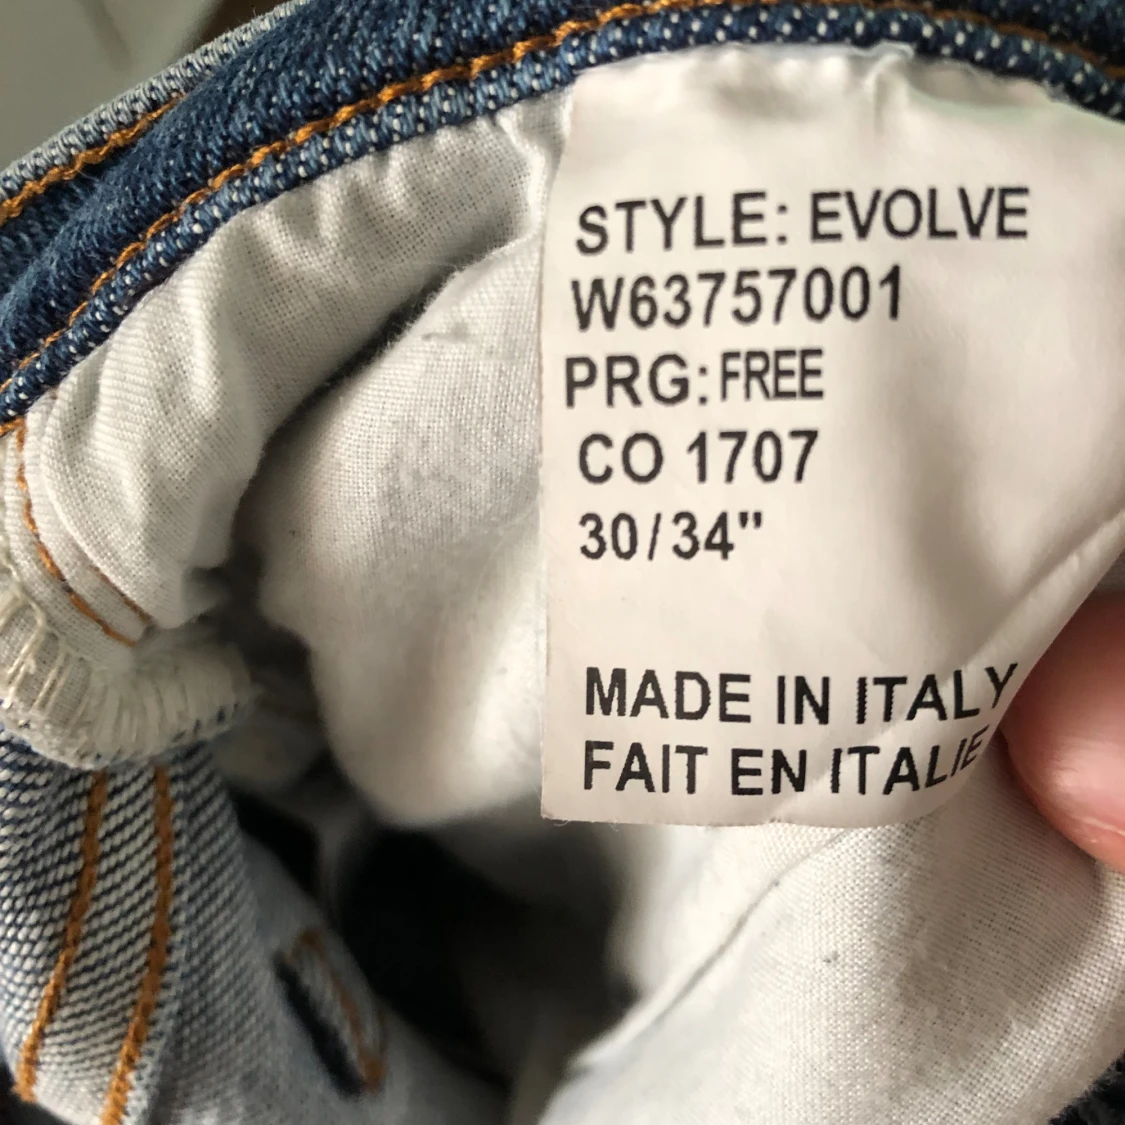 STYLE: EVOLVE
W63757001
PRG: FREE
CO 1707
30/34"
MADE IN ITALY
FAIT EN ITALIE